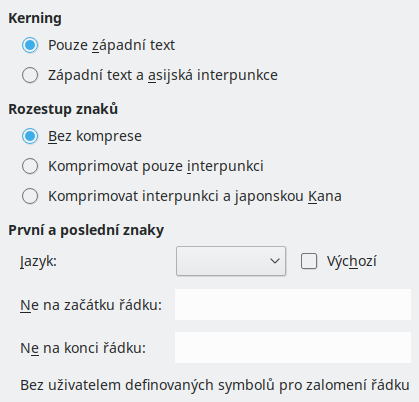 Kerning
Pouze západní text
Západní text a asijská interpunkce
Rozestup znaků
Bez komprese
Komprimovat pouze interpunkci
Komprimovat interpunkci a japonskou Kana
První a poslední znaky
Jazyk: Výchozí
Ne na začátku řádku:
Ne na konci řádku:
Bez uživatelem definovaných symbolů pro zalomení řádku